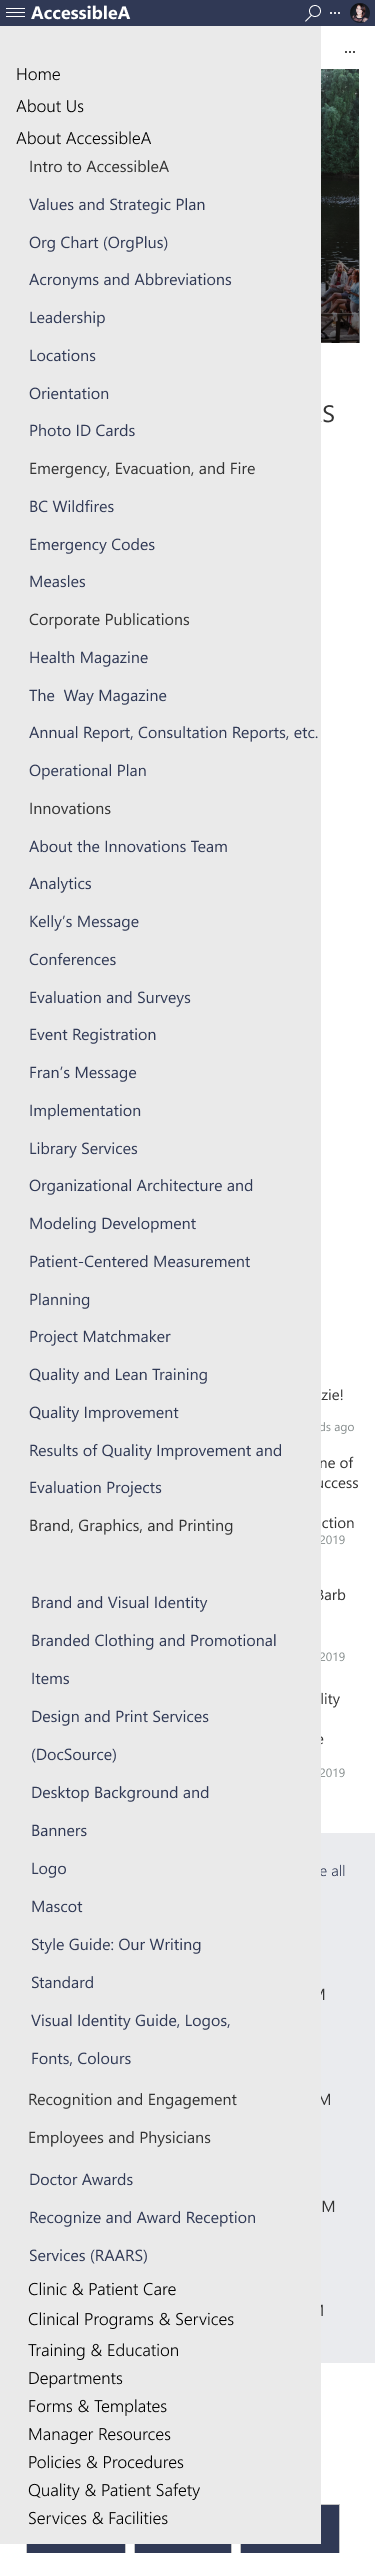 AccessibleA
Home
About Us
About AccessibleA
Intro to AccessibleA
Values and Strategic Plan
Org Chart (OrgPlus)
Acronyms and Abbreviations
Leadership
Locations
Orientation
Photo ID Cards
Emergency, Evacuation, and Fire
BC Wildfires
Emergency Codes
Measles
Corporate Publications
Health Magazine
The  Way Magazine
Annual Report, Consultation Reports, etc.
Operational Plan
Innovations
About the Innovations Team
Analytics
Kelly's Message
Conferences
Evaluation and Surveys
Event Registration
Fran's Message
Implementation
Library Services
Organizational Architecture and
Modeling Development
Patient-Centered Measurement
Planning
Project Matchmaker
Quality and Lean Training
Quality Improvement
Results of Quality Improvement and
Evaluation Projects
Brand, Graphics, and Printing
Brand and Visual Identity
Branded Clothing and Promotional
Items
Design and Print Services
(DocSource)
Desktop Background and
Banners
Logo
Mascot
Style Guide: Our Writing
Standard
Visual Identity Guide, Logos,
Fonts, Colours
Recognition and Engagement
Employees and Physicians
Doctor Awards
Recognize and Award Reception
Services (RAARS)
Clinic & Patient Care
Clinical Programs & Services
Training & Education
Departments
Forms & Templates
Manager Resources
Policies & Procedures
Quality & Patient Safety
Services & Facilities
S
zie!
ds ago
ne of
uccess
ction
2019
Barb
2019
lity
e
2019
e all
M
M
M